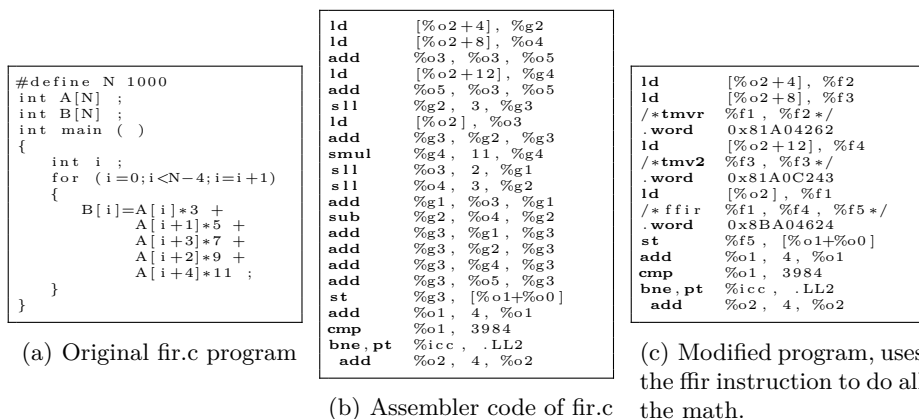 #define N 1000
int A[N] ;
int B[N] ;
int main ( )
{
int i ;
for (i=0;i<N-4;i=i+1)
{
B[i]=A[i]*3 +
A[i+1]*5 +
A[i+3]*7 +
A[i+2]*9 +
A[i+4]*11 ;
}
}
(a) Original fir.c program
ld [%o2+4], %g2
ld [%o2+8], %o4
add %o3, %o3, %o5
ld [%o2+12], %g4
add %o5, %o3, %o5
sll %g2, 3, %g3
ld [%o2], %o3
add %g3, %g2, %g3
smul %g4, 11, %g4
sll %o3, 2, %g1
sll %o4, 3, %g2
add %g1, %o3, %g1
sub %g2, %o4, %g2
add %g3, %g1, %g3
add %g3, %g2, %g3
add %g3, %g4, %g3
add %g3, %o5, %g3
st %g3, [%o1+%o0]
add %o1, 4, %o1
cmp %o1, 3984
bne,pt %icc, .LL2
add %o2, 4, %o2
(b) Assembler code of fir.c
ld [%o2+4], %f2
ld [%o2+8], %f3
/*tmvr %f1, %f2*/
.word 0x81A04262
ld [%o2+12], %f4
/*tmv2 %f3, %f3*/
.word 0x81A0C243
ld [%o2], %f1
/*ffir %f1, %f4, %f5*/
.word 0x8BA04624
st %f5, [%o1+%o0]
add %o1, 4, %o1
cmp %o1, 3984
bne,pt %icc, .LL2
add %o2, 4, %o2
(c) Modified program, uses
the ffir instruction to do all
the math.